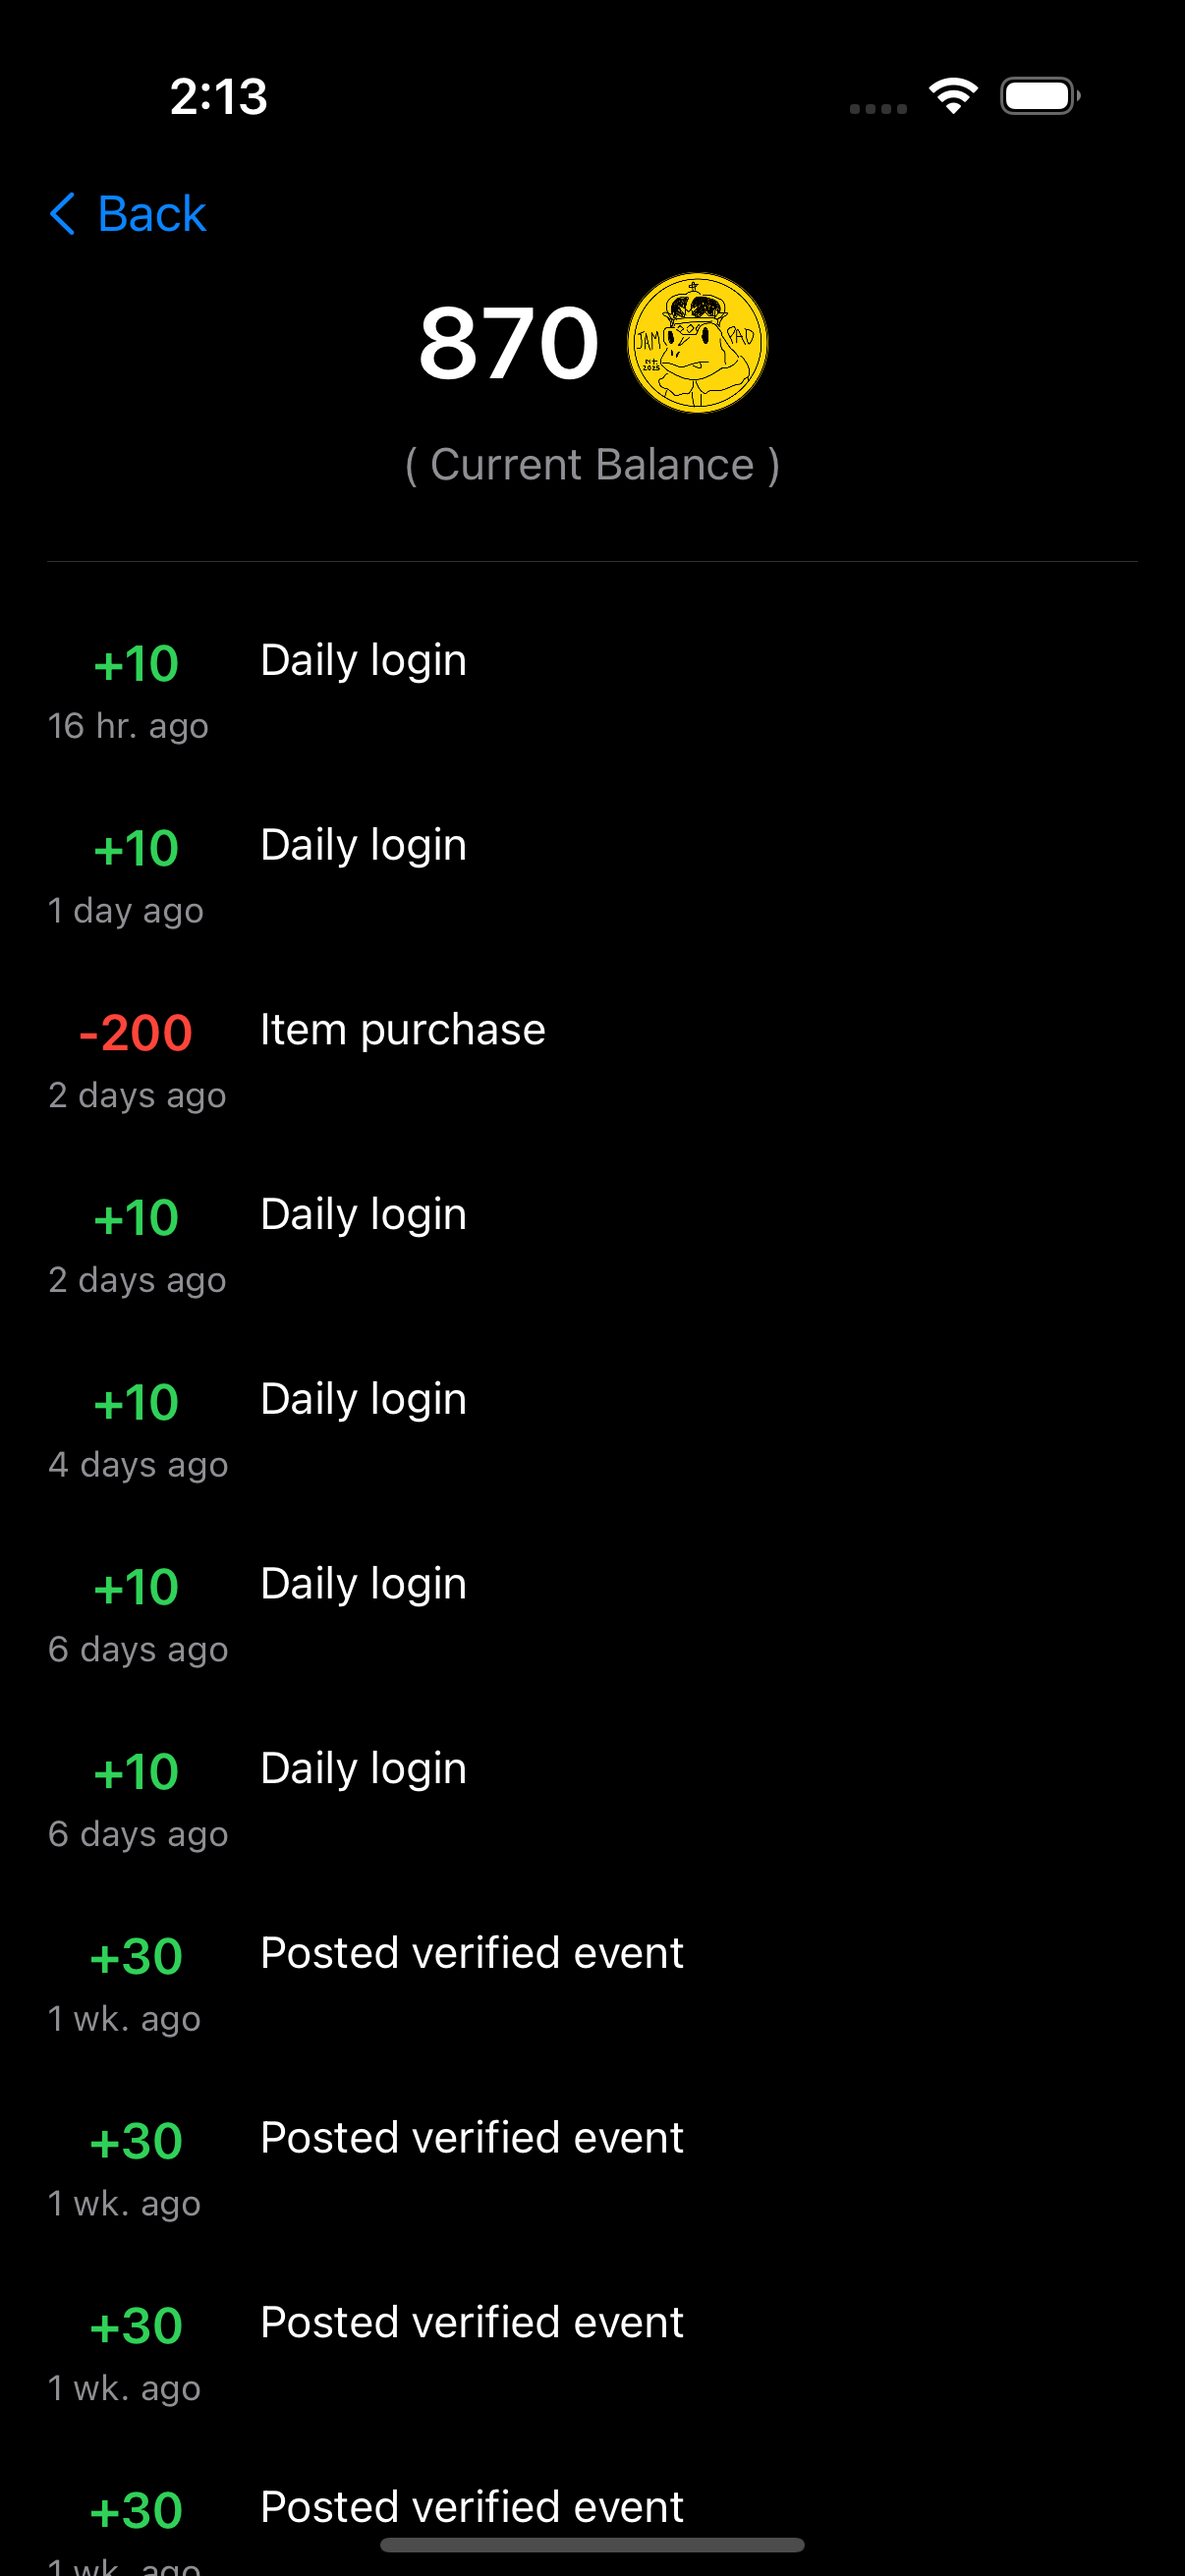 2:13
Back
870
JAM PAD
( Current Balance )
+10 Daily login
16 hr. ago
+10 Daily login
1 day ago
-200 Item purchase
2 days ago
+10 Daily login
2 days ago
+10 Daily login
4 days ago
+10 Daily login
6 days ago
+10 Daily login
6 days ago
+30 Posted verified event
1 wk. ago
+30 Posted verified event
1 wk. ago
+30 Posted verified event
1 wk. ago
+30 Posted verified event
1 wk. ago